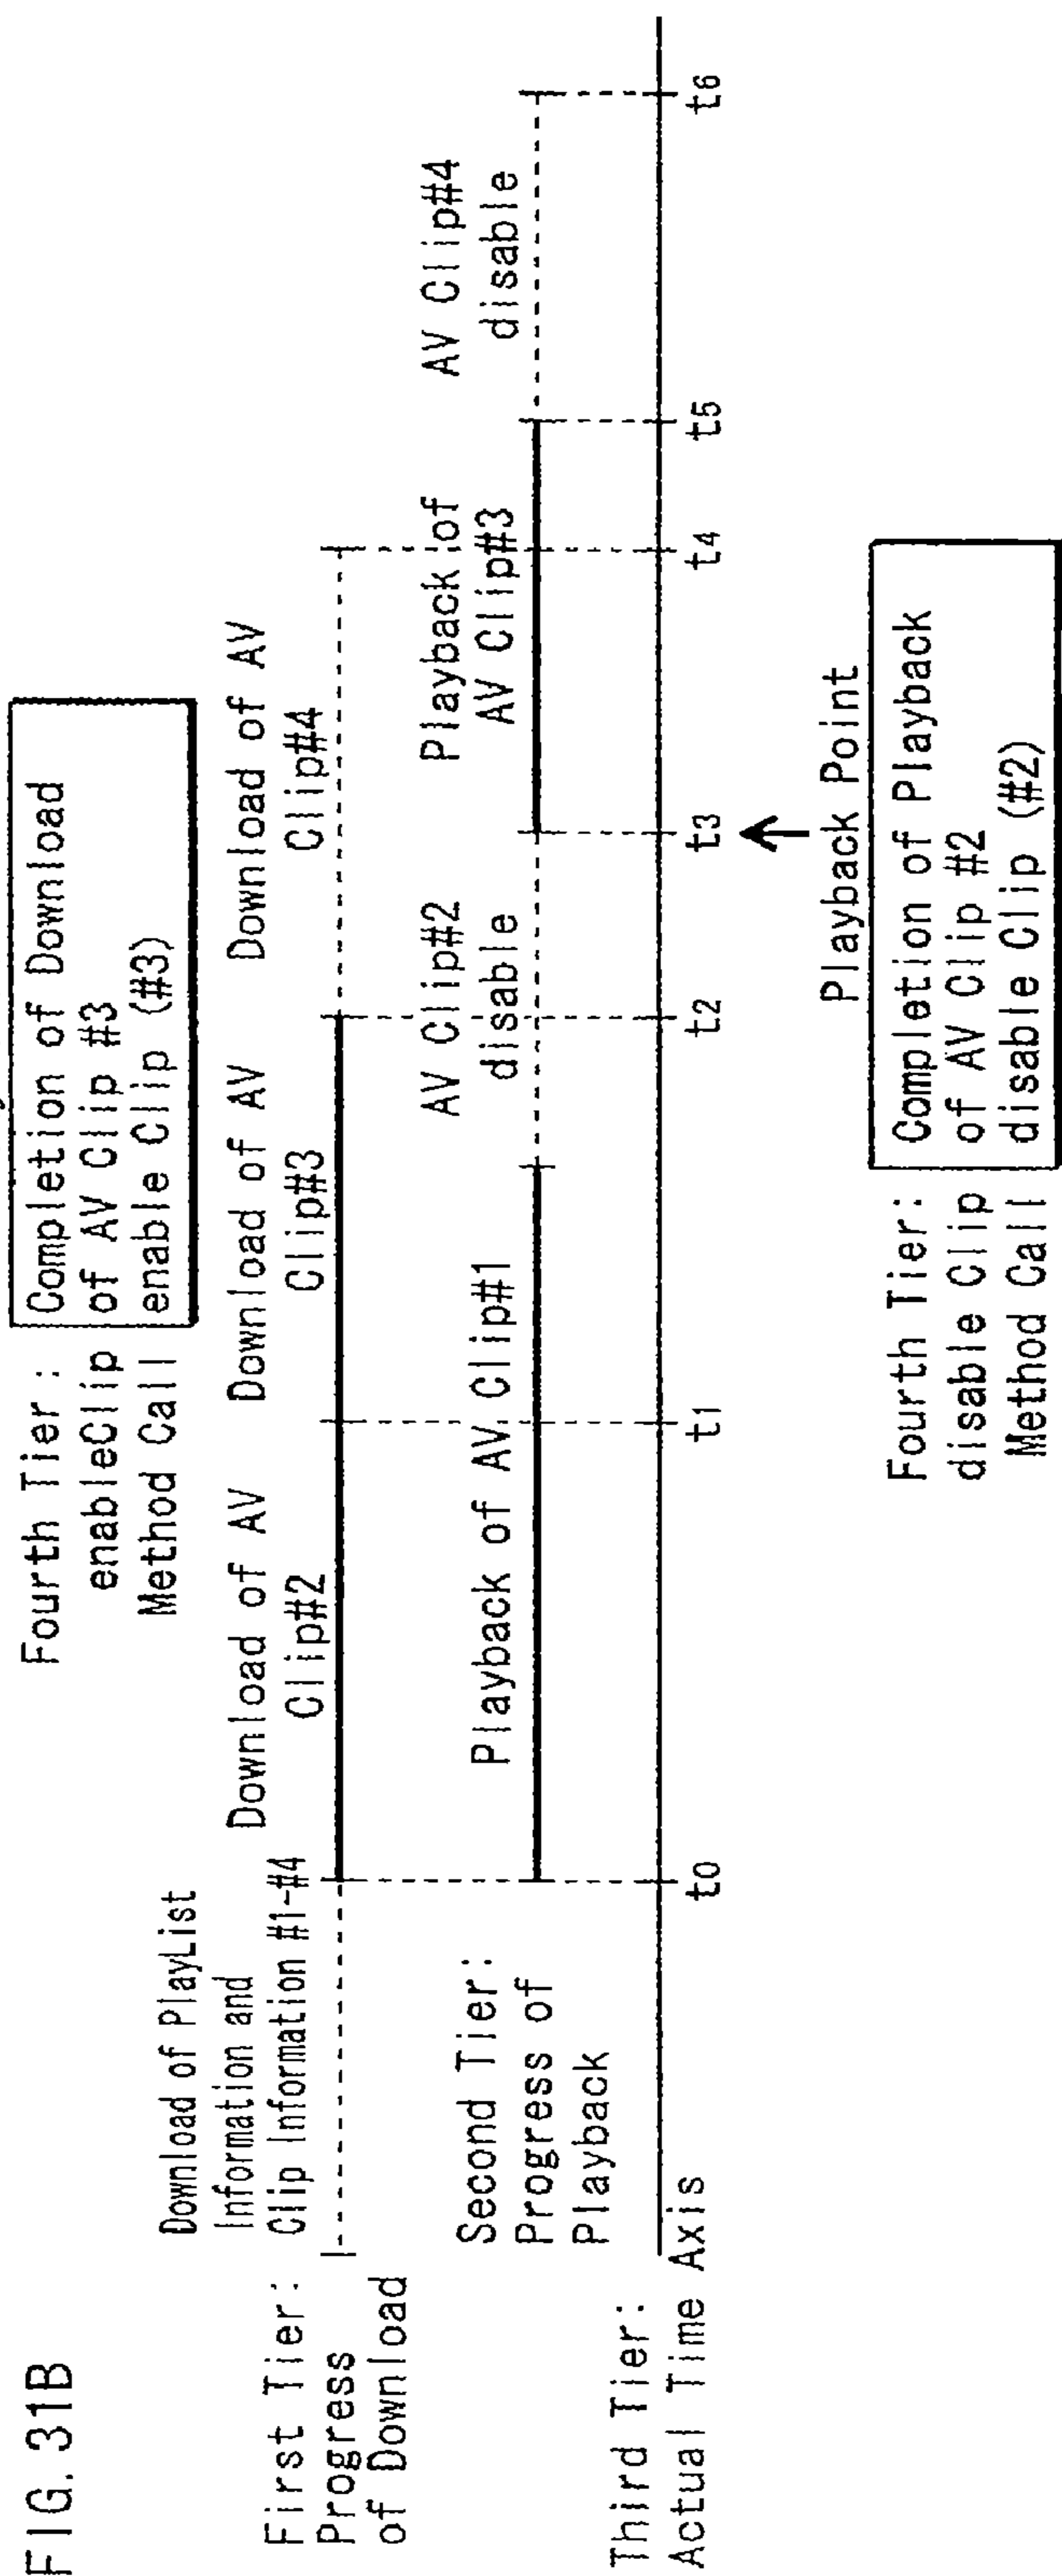 FIG. 31B
Fourth Tier:
enableClip
Method Call
Completion of Download
of AV Clip #3
enable Clip (#3)
Download of PlayList
Information and
Clip Information #1-#4
Download of AV
Clip#2
Download of AV
Clip#3
Download of AV
Clip#4
First Tier:
Progress
of Download
Second Tier:
Progress of
Playback
Playback of AV Clip#1
AV Clip#2
disable
Playback of
AV Clip#3
AV Clip#4
disable
Third Tier:
Actual Time Axis
t0
t1
t2
t3
t4
t5
t6
Playback Point
Fourth Tier:
disable Clip
Method Call
Completion of Playback
of AV Clip #2
disable Clip (#2)